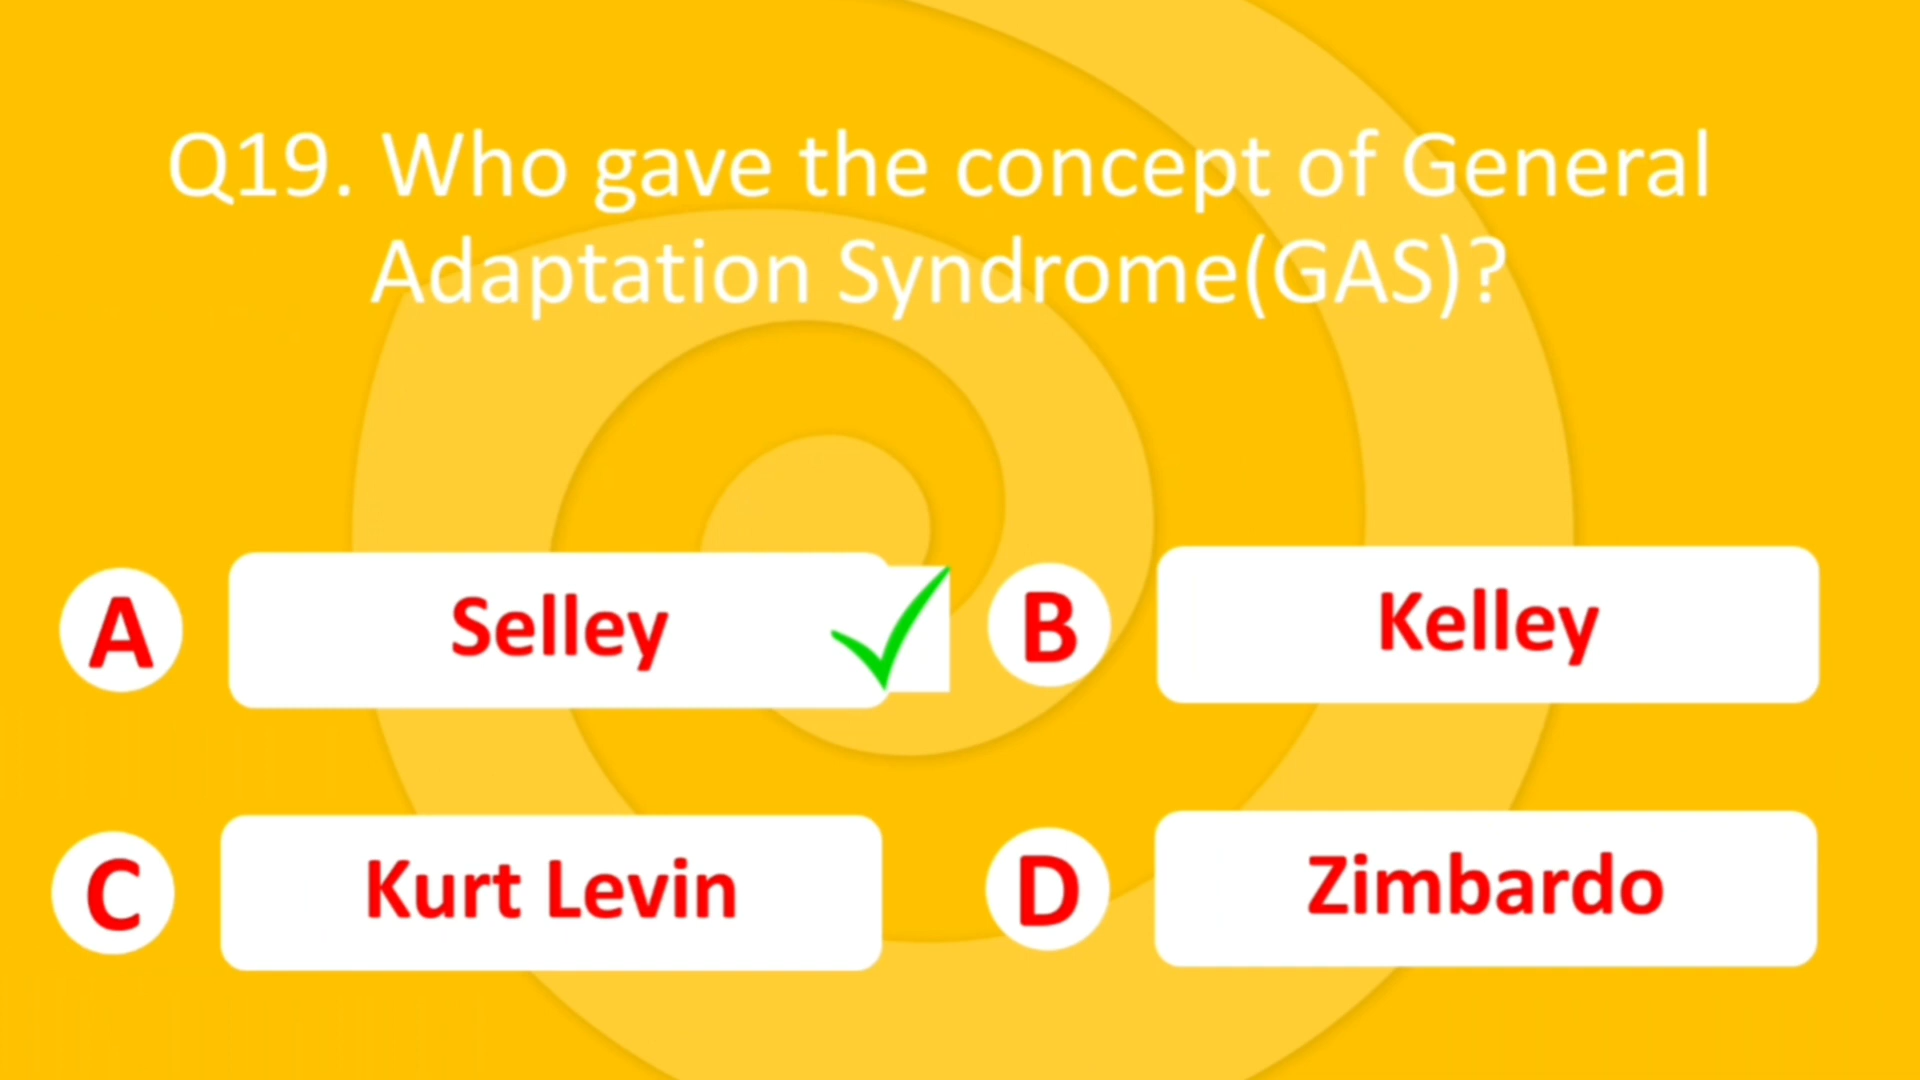 Q19. Who gave the concept of General
Adaptation Syndrome(GAS)?
A Selley
B Kelley
C Kurt Levin
D Zimbardo